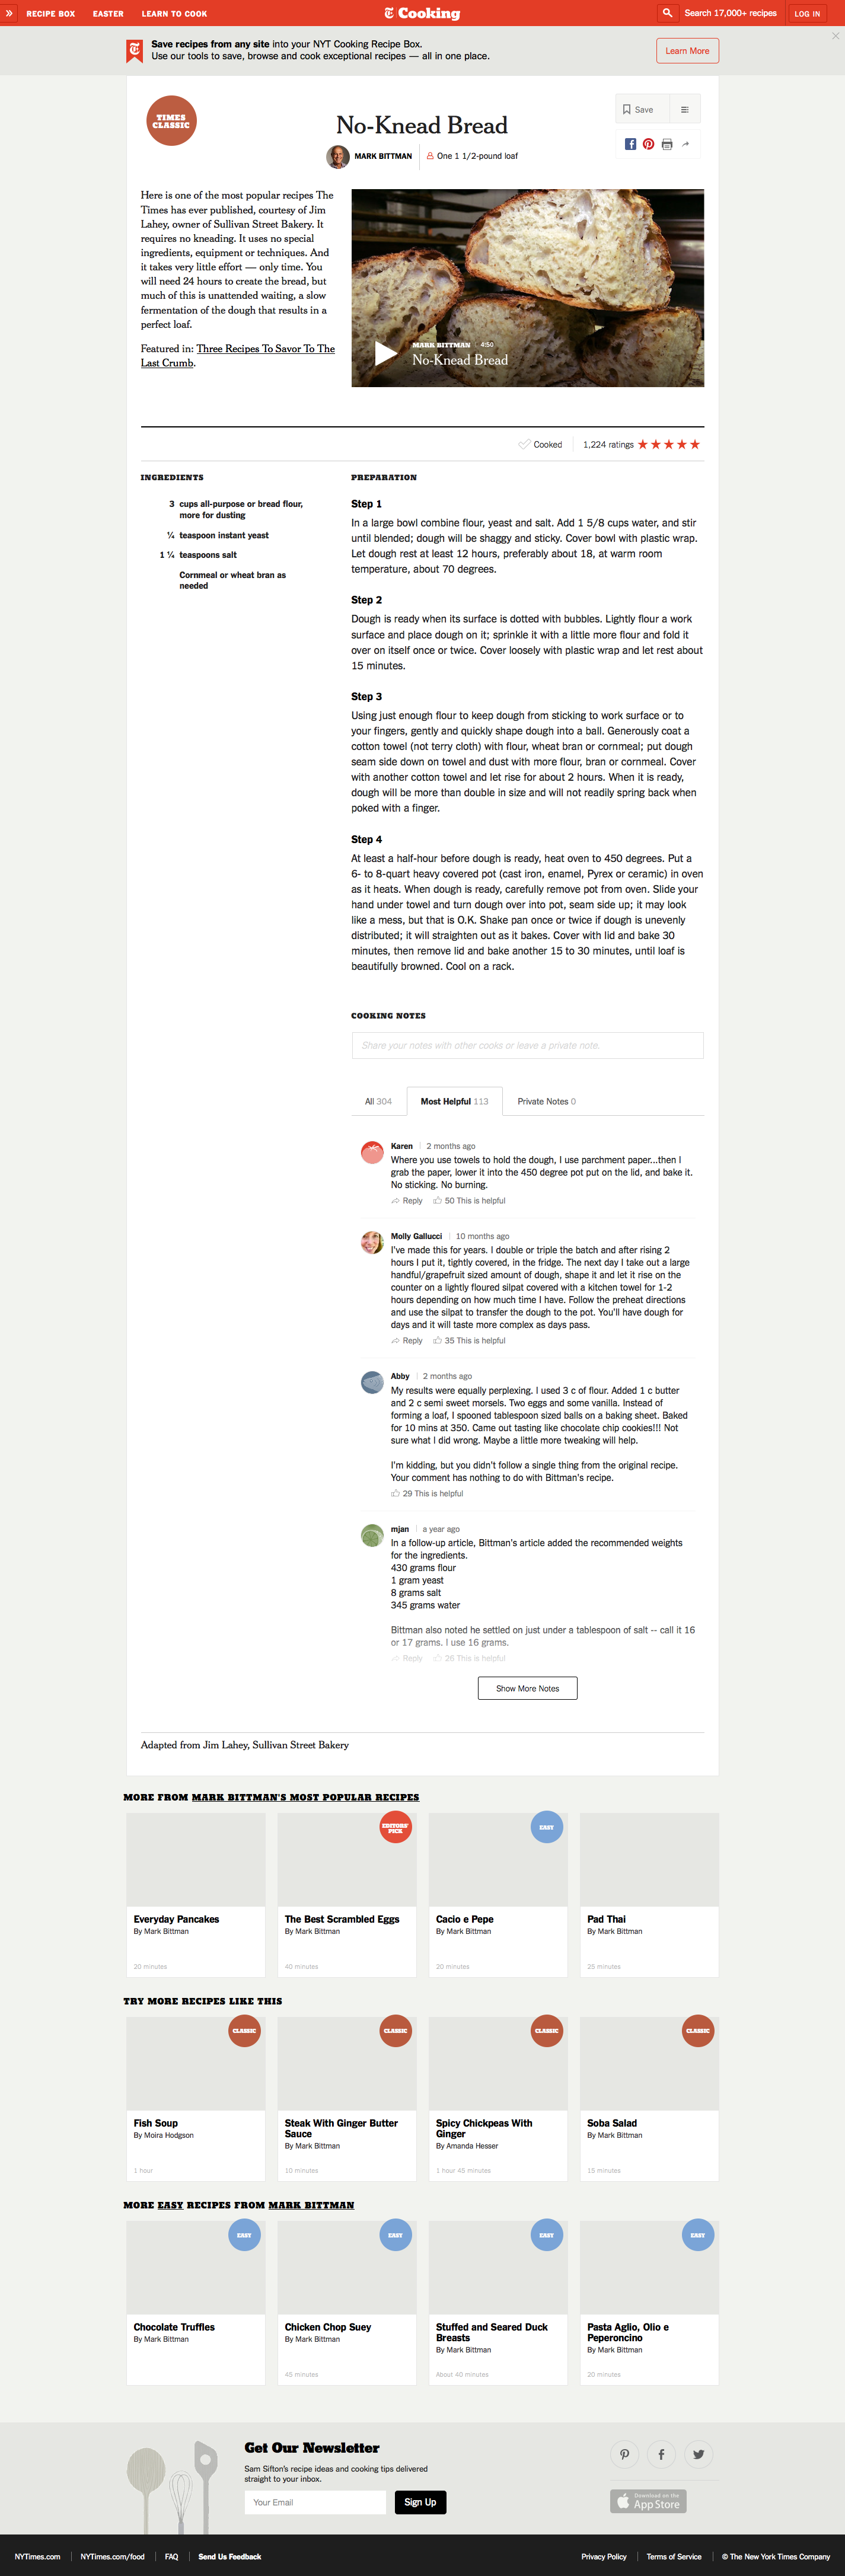 RECIPE BOX EASTER LEARN TO COOK
T Cooking
Search 17,000+ recipes LOG IN
Save recipes from any site into your NYT Cooking Recipe Box.
Use our tools to save, browse and cook exceptional recipes — all in one place.
Learn More
TIMES
CLASSIC
No-Knead Bread
Save
MARK BITTMAN One 1 1/2-pound loaf
Here is one of the most popular recipes The
Times has ever published, courtesy of Jim
Lahey, owner of Sullivan Street Bakery. It
requires no kneading. It uses no special
ingredients, equipment or techniques. And
it takes very little effort — only time. You
will need 24 hours to create the bread, but
much of this is unattended waiting, a slow
fermentation of the dough that results in a
perfect loaf.
Featured in: Three Recipes To Savor To The
Last Crumb.
MARK BITTMAN 4:50
No-Knead Bread
Cooked 1,224 ratings
INGREDIENTS
3 cups all-purpose or bread flour,
more for dusting
¼ teaspoon instant yeast
1 ¼ teaspoons salt
Cornmeal or wheat bran as
needed
PREPARATION
Step 1
In a large bowl combine flour, yeast and salt. Add 1 5/8 cups water, and stir
until blended; dough will be shaggy and sticky. Cover bowl with plastic wrap.
Let dough rest at least 12 hours, preferably about 18, at warm room
temperature, about 70 degrees.
Step 2
Dough is ready when its surface is dotted with bubbles. Lightly flour a work
surface and place dough on it; sprinkle it with a little more flour and fold it
over on itself once or twice. Cover loosely with plastic wrap and let rest about
15 minutes.
Step 3
Using just enough flour to keep dough from sticking to work surface or to
your fingers, gently and quickly shape dough into a ball. Generously coat a
cotton towel (not terry cloth) with flour, wheat bran or cornmeal; put dough
seam side down on towel and dust with more flour, bran or cornmeal. Cover
with another cotton towel and let rise for about 2 hours. When it is ready,
dough will be more than double in size and will not readily spring back when
poked with a finger.
Step 4
At least a half-hour before dough is ready, heat oven to 450 degrees. Put a
6- to 8-quart heavy covered pot (cast iron, enamel, Pyrex or ceramic) in oven
as it heats. When dough is ready, carefully remove pot from oven. Slide your
hand under towel and turn dough over into pot, seam side up; it may look
like a mess, but that is O.K. Shake pan once or twice if dough is unevenly
distributed; it will straighten out as it bakes. Cover with lid and bake 30
minutes, then remove lid and bake another 15 to 30 minutes, until loaf is
beautifully browned. Cool on a rack.
COOKING NOTES
Share your notes with other cooks or leave a private note.
All 304 Most Helpful 113 Private Notes 0
Karen 2 months ago
Where you use towels to hold the dough, I use parchment paper...then I
grab the paper, lower it into the 450 degree pot put on the lid, and bake it.
No sticking. No burning.
Reply 50 This is helpful
Molly Gallucci 10 months ago
I've made this for years. I double or triple the batch and after rising 2
hours I put it, tightly covered, in the fridge. The next day I take out a large
handful/grapefruit sized amount of dough, shape it and let it rise on the
counter on a lightly floured silpat covered with a kitchen towel for 1-2
hours depending on how much time I have. Follow the preheat directions
and use the silpat to transfer the dough to the pot. You'll have dough for
days and it will taste more complex as days pass.
Reply 35 This is helpful
Abby 2 months ago
My results were equally perplexing. I used 3 c of flour. Added 1 c butter
and 2 c semi sweet morsels. Two eggs and some vanilla. Instead of
forming a loaf, I spooned tablespoon sized balls on a baking sheet. Baked
for 10 mins at 350. Came out tasting like chocolate chip cookies!!! Not
sure what I did wrong. Maybe a little more tweaking will help.
I'm kidding, but you didn't follow a single thing from the original recipe.
Your comment has nothing to do with Bittman's recipe.
29 This is helpful
mjan a year ago
In a follow-up article, Bittman's article added the recommended weights
for the ingredients.
430 grams flour
1 gram yeast
8 grams salt
345 grams water
Bittman also noted he settled on just under a tablespoon of salt -- call it 16
or 17 grams. I use 16 grams.
Reply 26 This is helpful
Show More Notes
Adapted from Jim Lahey, Sullivan Street Bakery
MORE FROM MARK BITTMAN'S MOST POPULAR RECIPES
EDITORS'
PICK
EASY
Everyday Pancakes
By Mark Bittman
20 minutes
The Best Scrambled Eggs
By Mark Bittman
40 minutes
Cacio e Pepe
By Mark Bittman
20 minutes
Pad Thai
By Mark Bittman
25 minutes
TRY MORE RECIPES LIKE THIS
CLASSIC CLASSIC CLASSIC CLASSIC
Fish Soup
By Moira Hodgson
1 hour
Steak With Ginger Butter
Sauce
By Mark Bittman
10 minutes
Spicy Chickpeas With
Ginger
By Amanda Hesser
1 hour 45 minutes
Soba Salad
By Mark Bittman
15 minutes
MORE EASY RECIPES FROM MARK BITTMAN
EASY EASY EASY EASY
Chocolate Truffles
By Mark Bittman
Chicken Chop Suey
By Mark Bittman
45 minutes
Stuffed and Seared Duck
Breasts
By Mark Bittman
About 40 minutes
Pasta Aglio, Olio e
Peperoncino
By Mark Bittman
20 minutes
Get Our Newsletter
Sam Sifton's recipe ideas and cooking tips delivered
straight to your inbox.
Your Email Sign Up
Download on the
App Store
NYTimes.com NYTimes.com/food FAQ Send Us Feedback
Privacy Policy Terms of Service © The New York Times Company